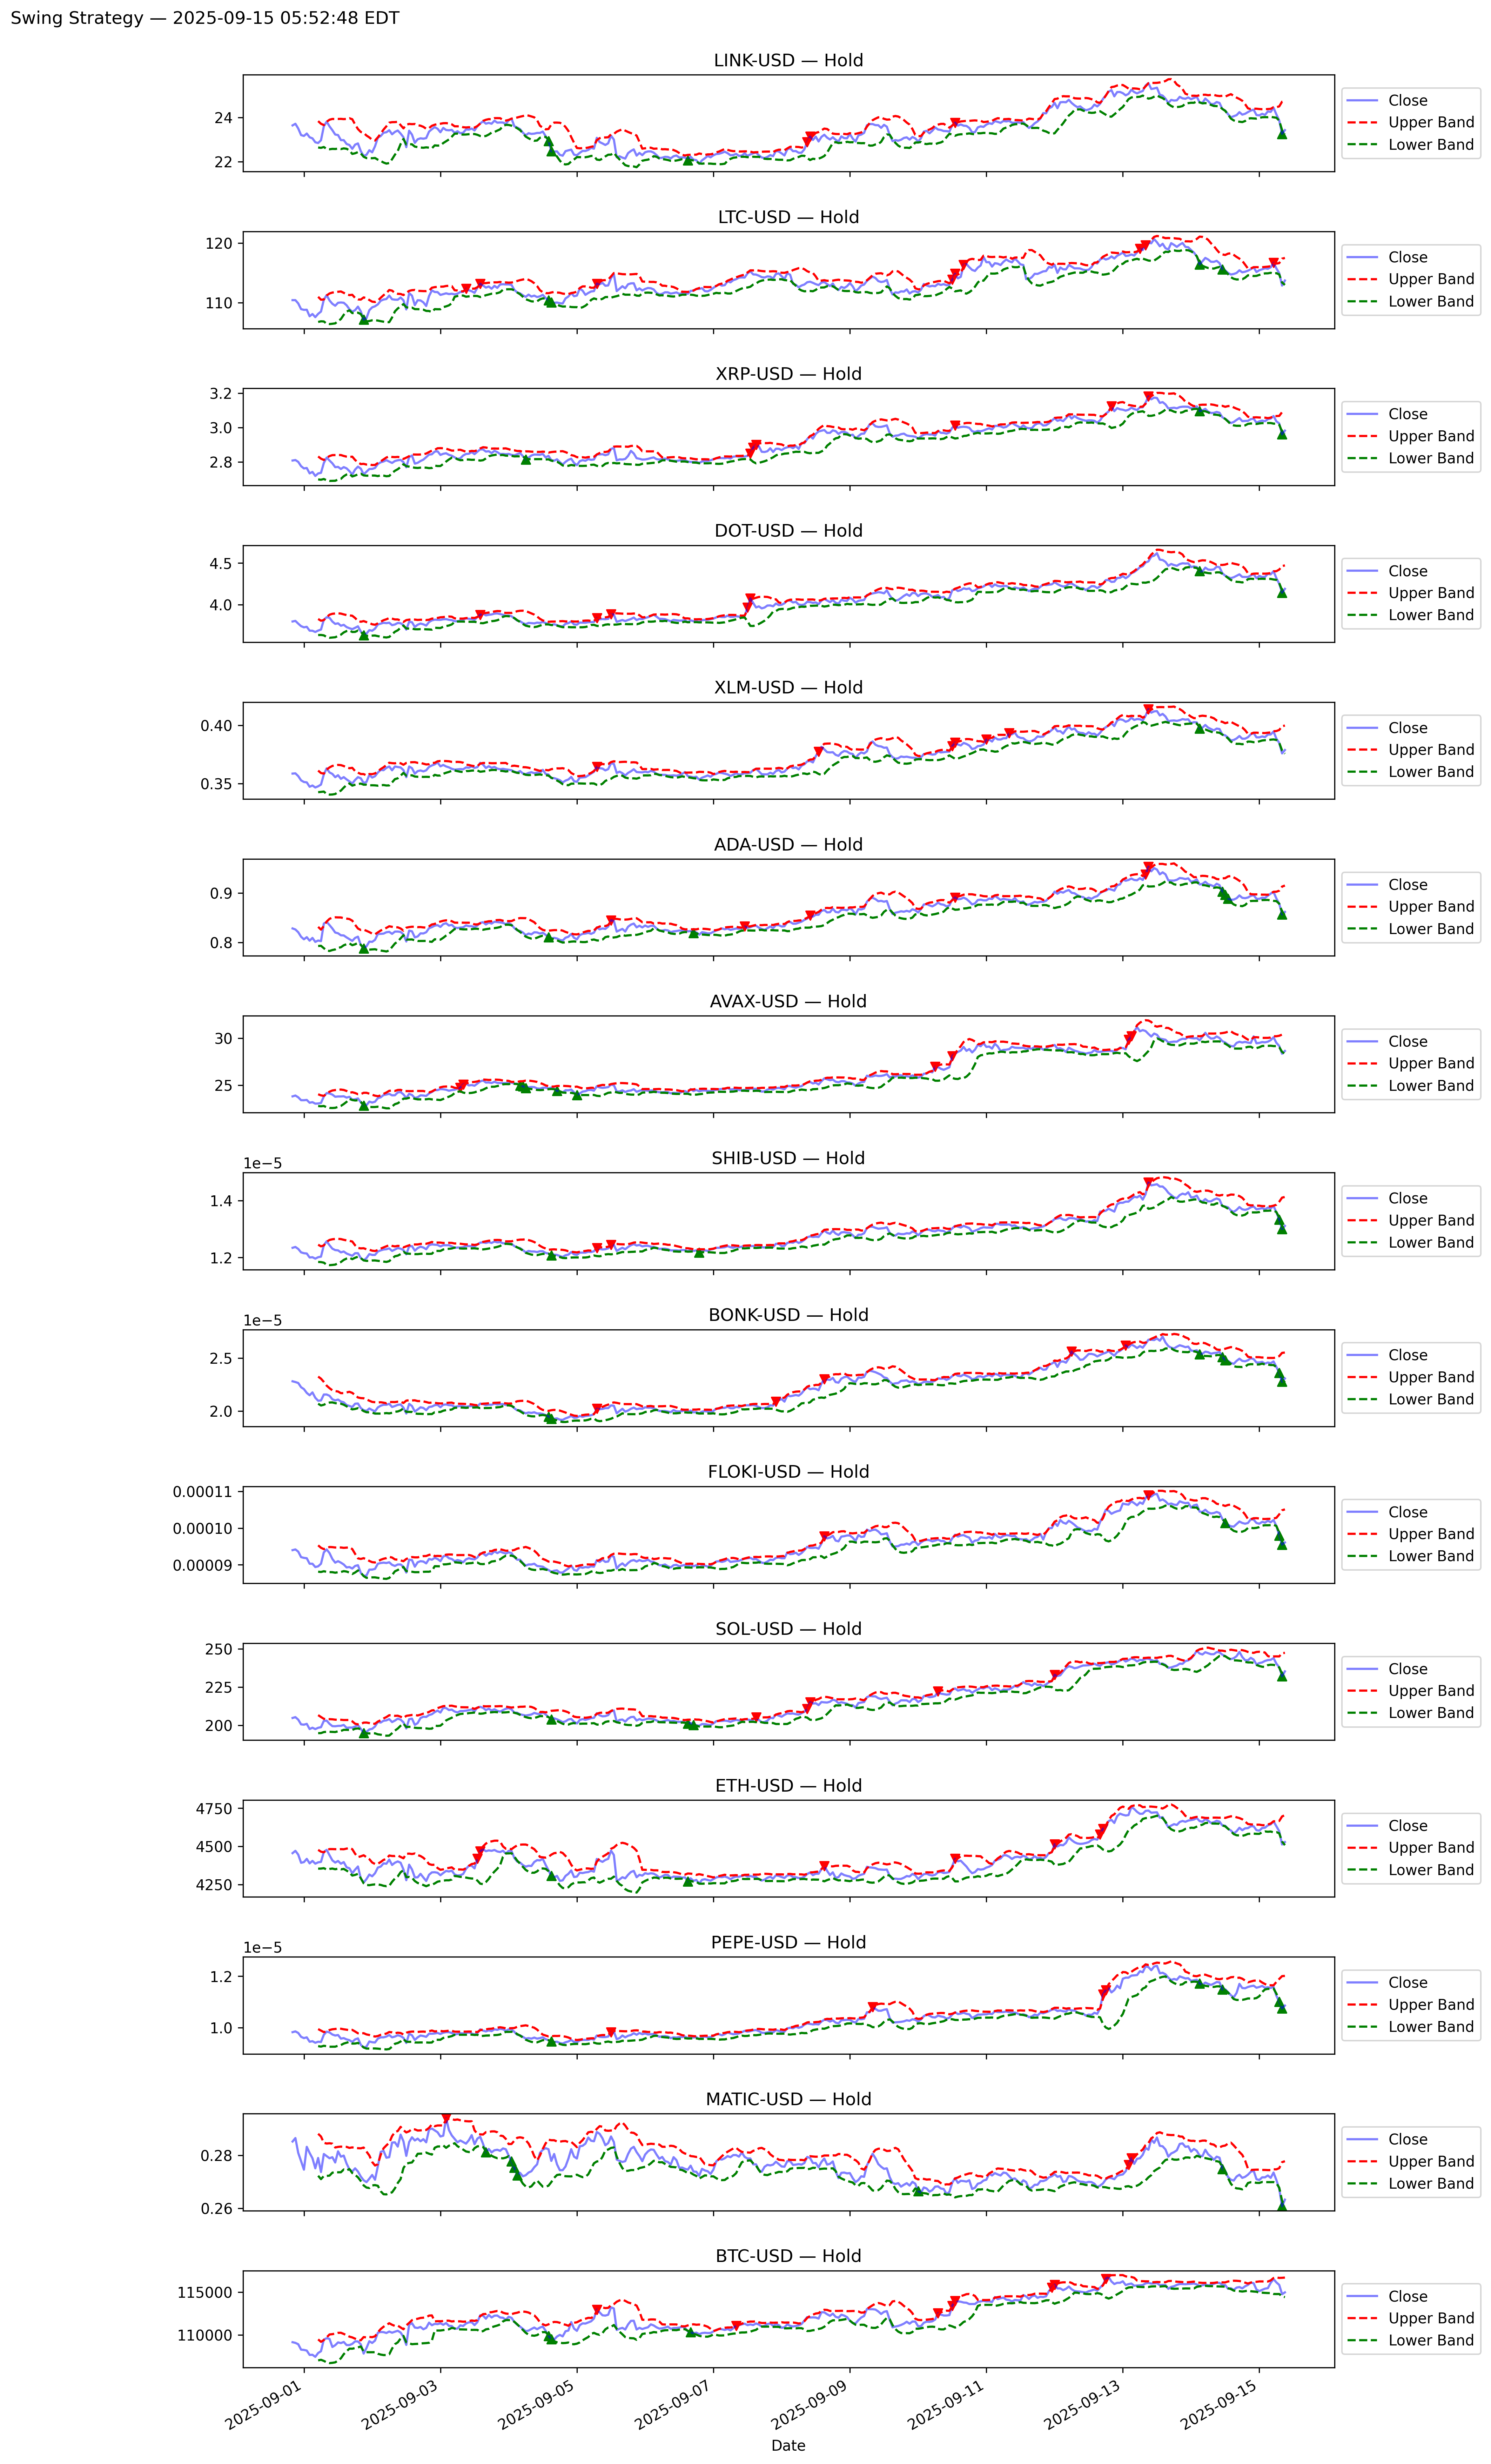 Swing Strategy — 2025-09-15 05:52:48 EDT
LINK-USD — Hold
24
22
Close
Upper Band
Lower Band
LTC-USD — Hold
120
110
Close
Upper Band
Lower Band
XRP-USD — Hold
3.2
3.0
2.8
Close
Upper Band
Lower Band
DOT-USD — Hold
4.5
4.0
Close
Upper Band
Lower Band
XLM-USD — Hold
0.40
0.35
Close
Upper Band
Lower Band
ADA-USD — Hold
0.9
0.8
Close
Upper Band
Lower Band
AVAX-USD — Hold
30
25
Close
Upper Band
Lower Band
SHIB-USD — Hold
1e−5
1.4
1.2
Close
Upper Band
Lower Band
BONK-USD — Hold
1e−5
2.5
2.0
Close
Upper Band
Lower Band
FLOKI-USD — Hold
0.00011
0.00010
0.00009
Close
Upper Band
Lower Band
SOL-USD — Hold
250
225
200
Close
Upper Band
Lower Band
ETH-USD — Hold
4750
4500
4250
Close
Upper Band
Lower Band
PEPE-USD — Hold
1e−5
1.2
1.0
Close
Upper Band
Lower Band
MATIC-USD — Hold
0.28
0.26
Close
Upper Band
Lower Band
BTC-USD — Hold
115000
110000
Close
Upper Band
Lower Band
2025-09-01
2025-09-03
2025-09-05
2025-09-07
2025-09-09
2025-09-11
2025-09-13
2025-09-15
Date